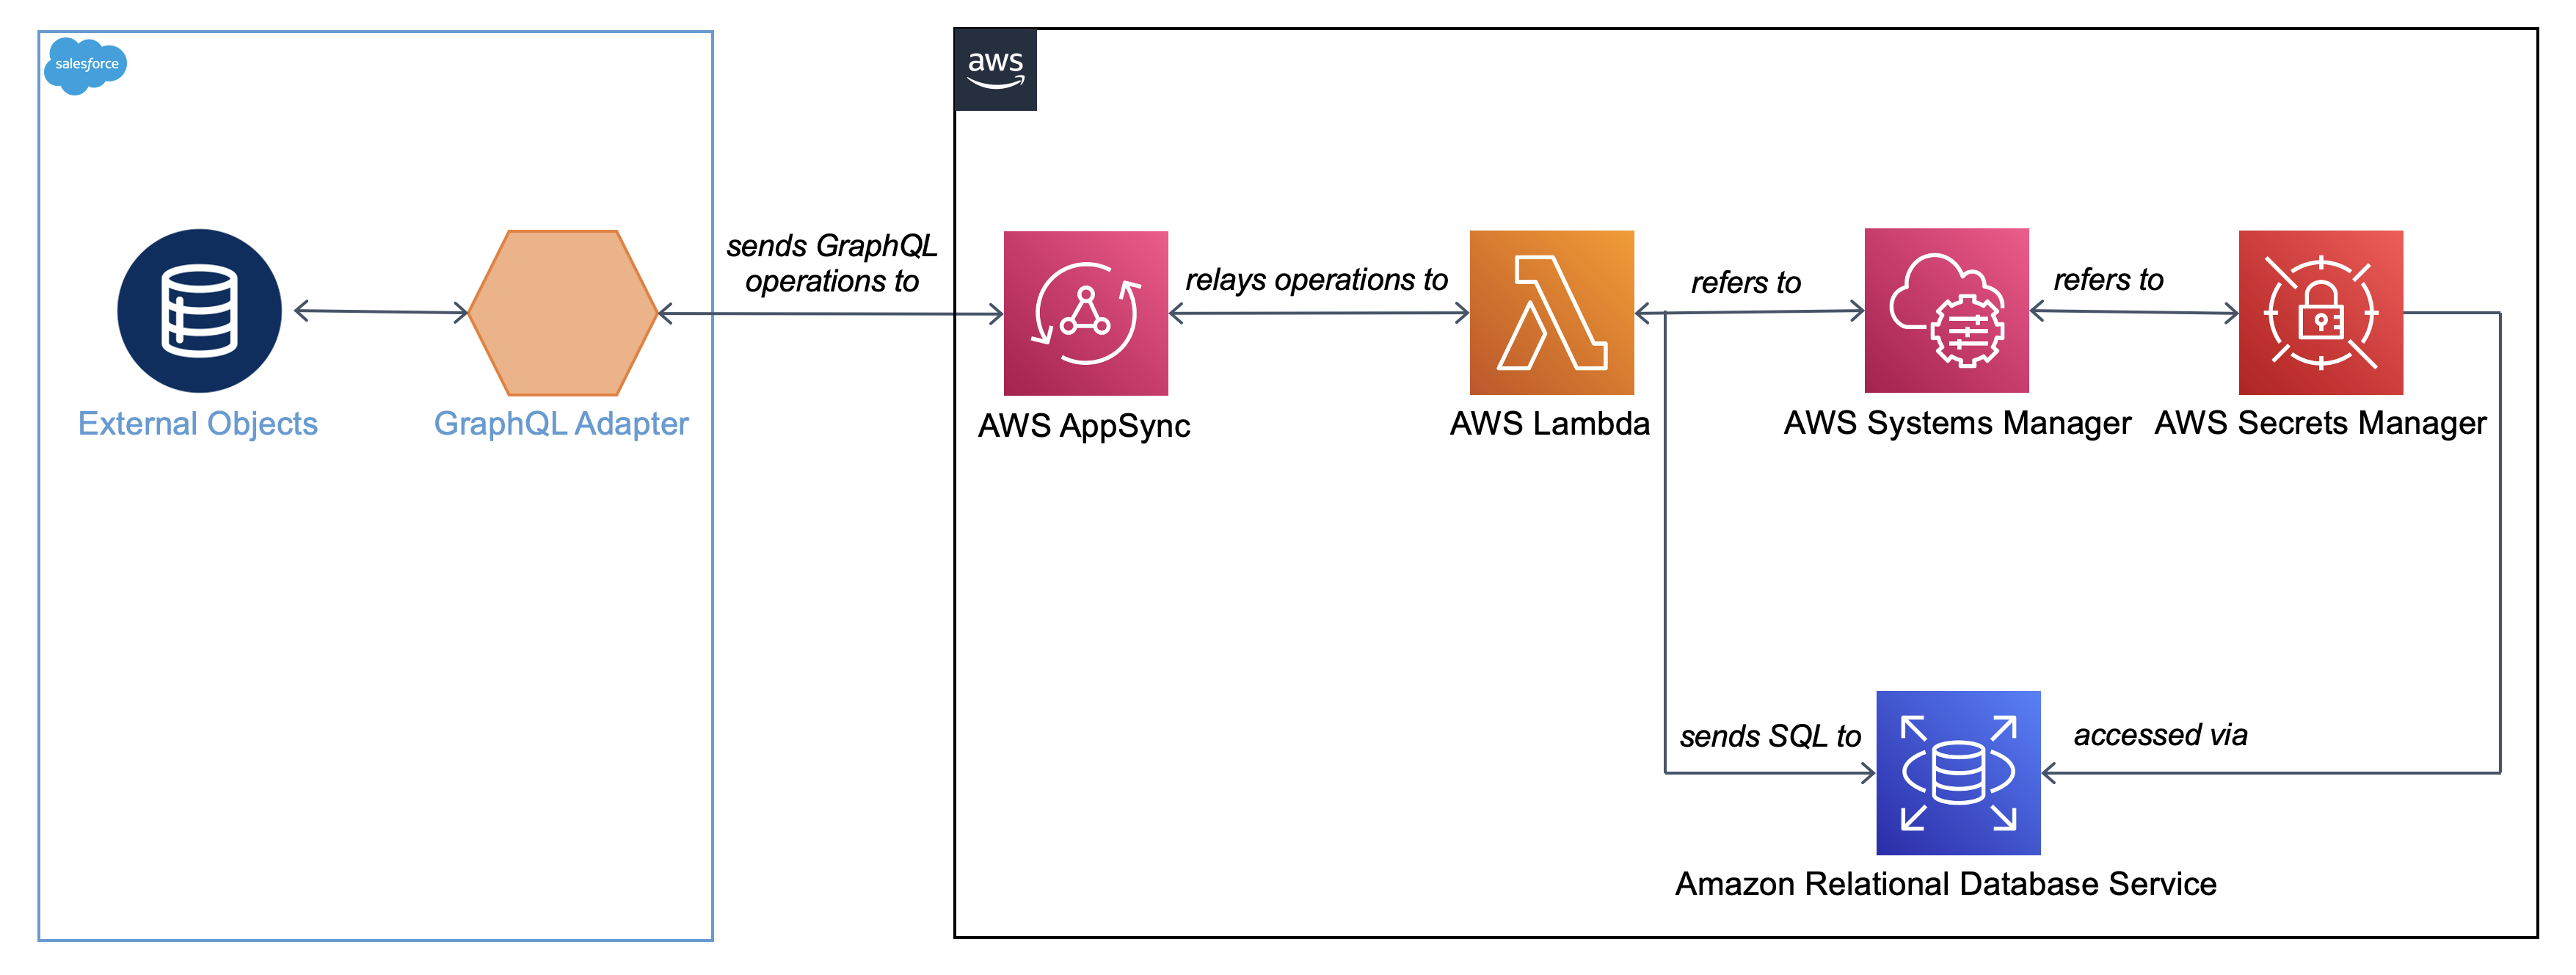 salesforce
aws
sends GraphQL
operations to
relays operations to
refers to
refers to
External Objects
GraphQL Adapter
AWS AppSync
AWS Lambda
AWS Systems Manager
AWS Secrets Manager
sends SQL to
accessed via
Amazon Relational Database Service